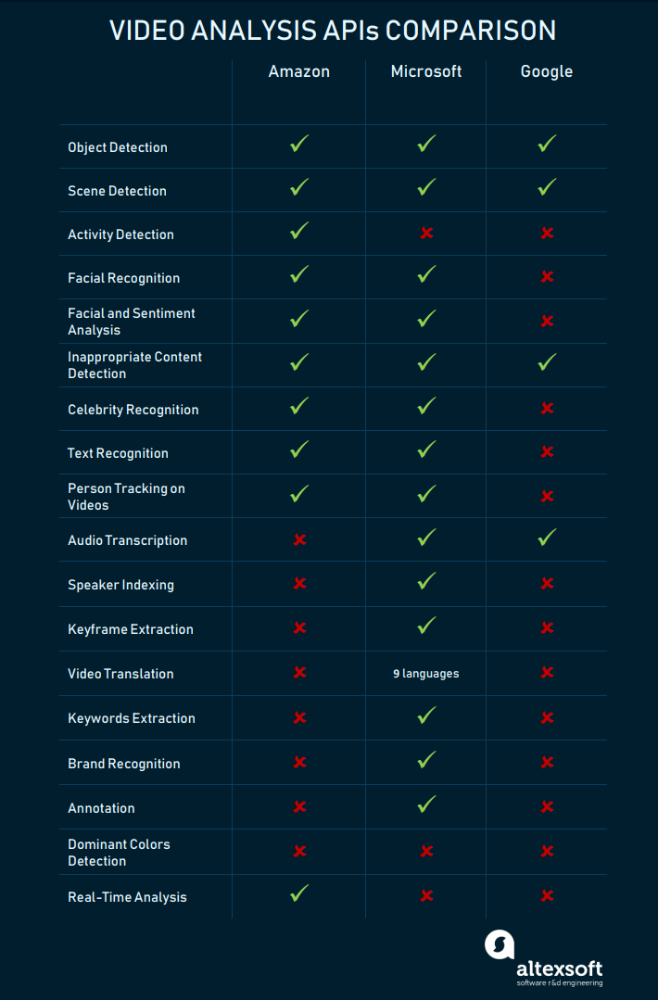 VIDEO ANALYSIS APIs COMPARISON
Amazon Microsoft Google
Object Detection
Scene Detection
Activity Detection
Facial Recognition
Facial and Sentiment
Analysis
Inappropriate Content
Detection
Celebrity Recognition
Text Recognition
Person Tracking on
Videos
Audio Transcription
Speaker Indexing
Keyframe Extraction
Video Translation 9 languages
Keywords Extraction
Brand Recognition
Annotation
Dominant Colors
Detection
Real-Time Analysis
altexsoft
software r&d engineering